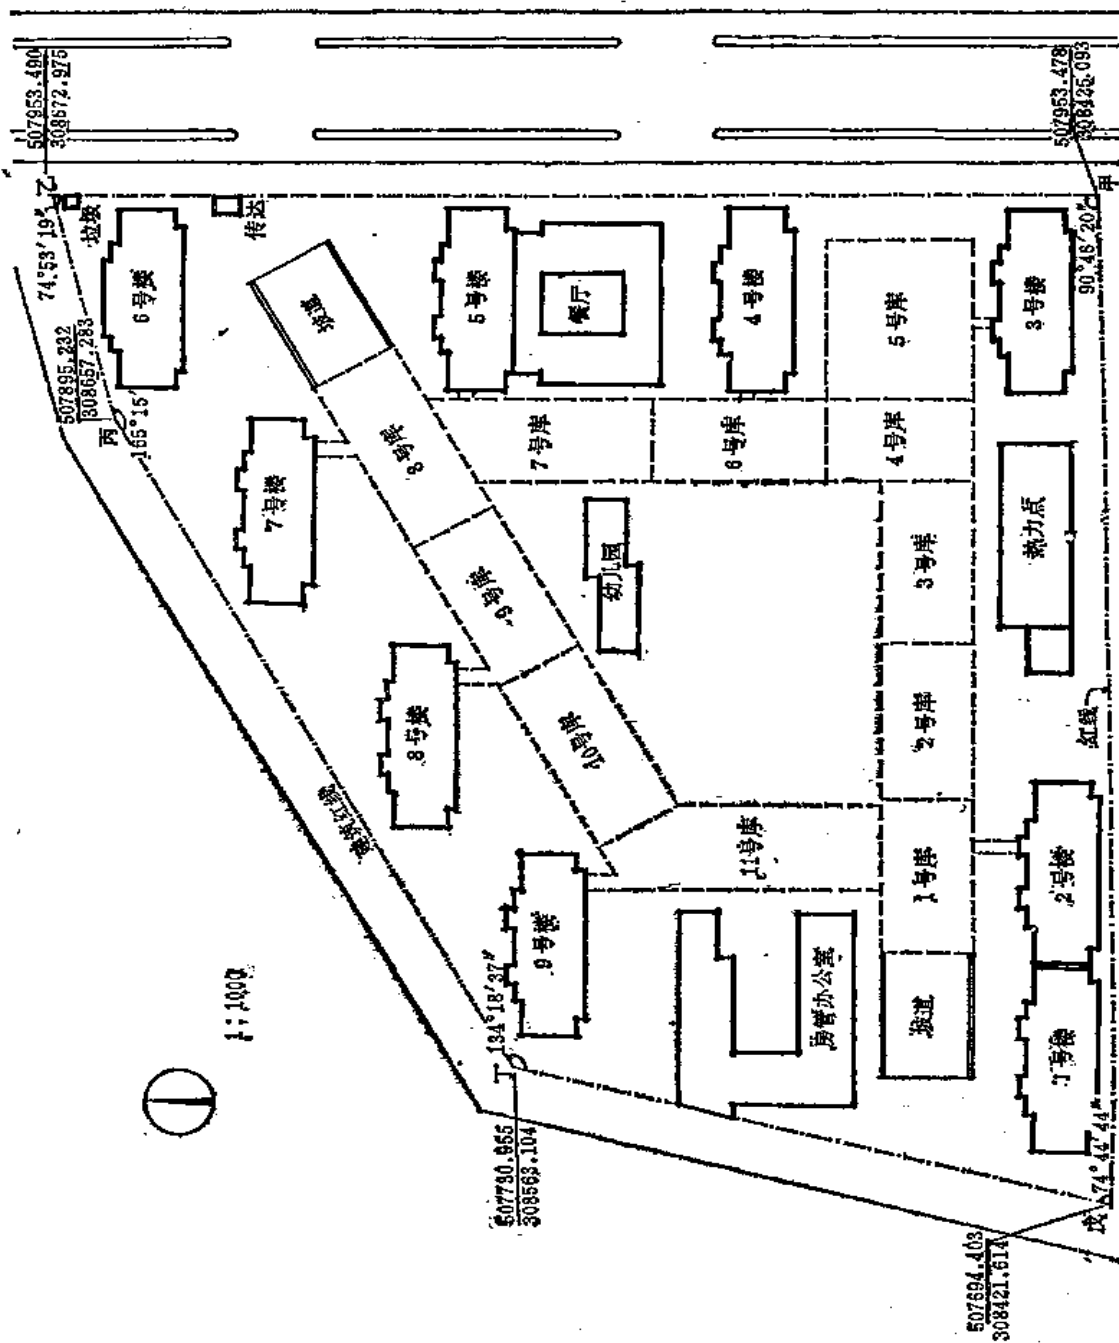 507953.490
308672.975
507953.478
308425.093
乙
74°53′19″
垃圾
传达
甲
90°46′20″
6号楼
5号楼
餐厅
4号楼
3号楼
坡道
5号库
507895.232
308657.283
丙
165°15′
7号楼
8号库
7号库
6号库
4号库
9号库
幼儿园
3号库
热力点
8号楼
10号库
2号库
红线
建筑红线
11号库
1号库
2号楼
9号楼
134°18′37″
丁
房管办公室
坡道
1号楼
1:1000
507730.955
308563.104
74°44′44″
戊
507694.403
308421.614